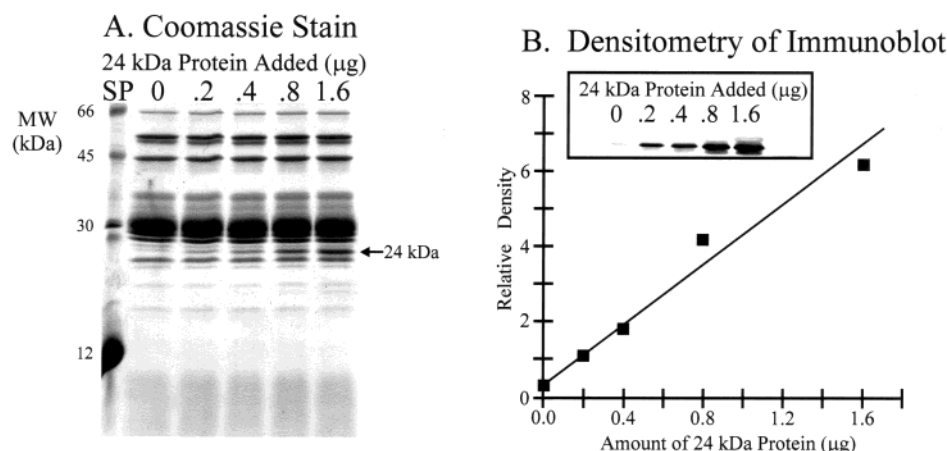 A. Coomassie Stain
24 kDa Protein Added (µg)
SP 0 .2 .4 .8 1.6
MW
(kDa)
66
45
30
24 kDa
12
B. Densitometry of Immunoblot
24 kDa Protein Added (µg)
0 .2 .4 .8 1.6
Relative Density
8
6
4
2
0
0.0 0.4 0.8 1.2 1.6
Amount of 24 kDa Protein (µg)